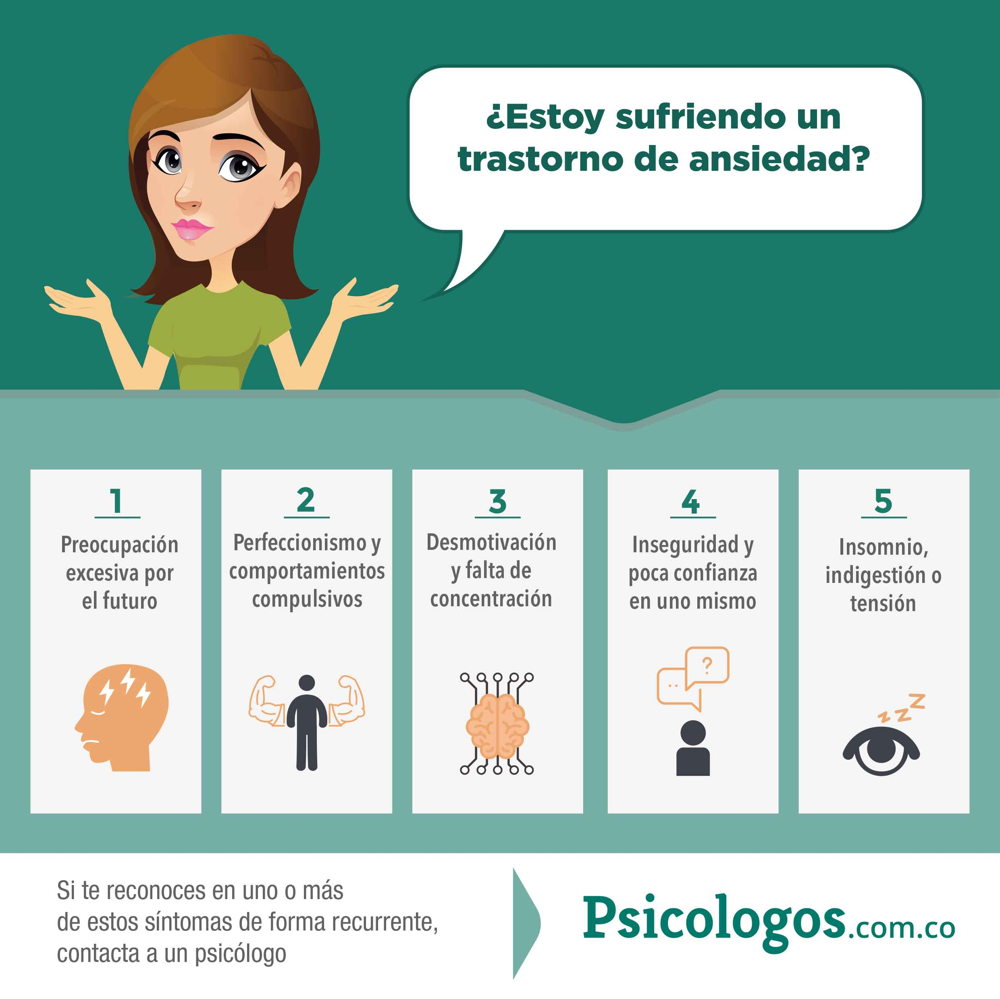 ¿Estoy sufriendo un
trastorno de ansiedad?
1
Preocupación
excesiva por
el futuro
2
Perfeccionismo y
comportamientos
compulsivos
3
Desmotivación
y falta de
concentración
4
Inseguridad y
poca confianza
en uno mismo
?
5
Insomnio,
indigestión o
tensión
z z z Z
Si te reconoces en uno o más
de estos síntomas de forma recurrente,
contacta a un psicólogo
Psicologos.com.co